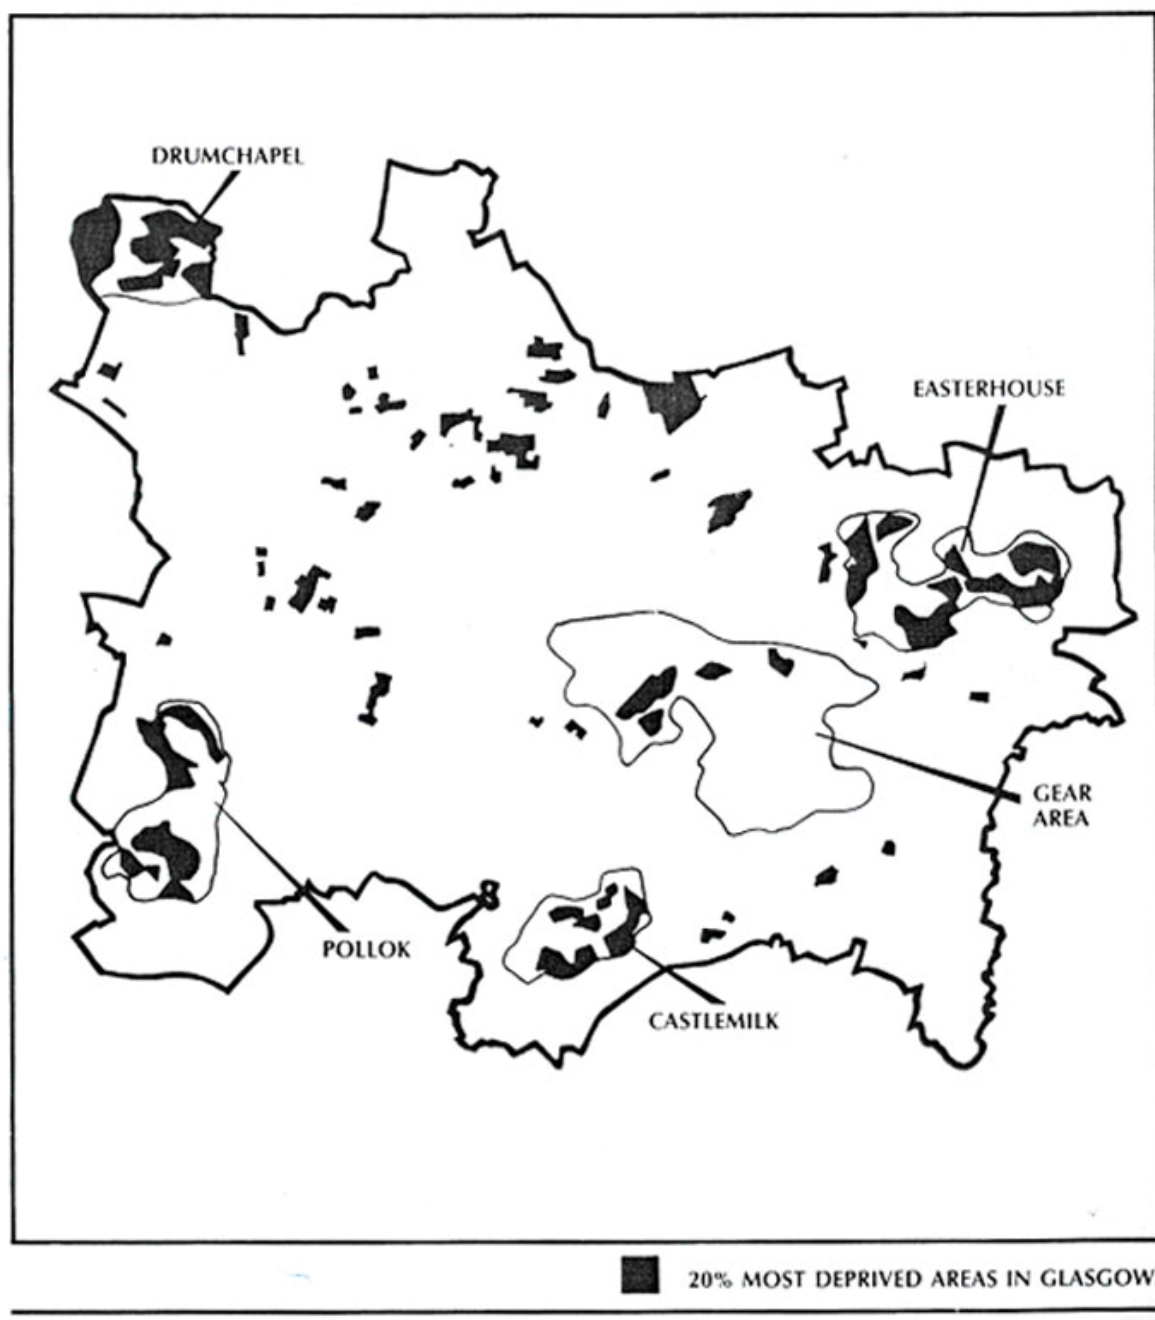 DRUMCHAPEL
EASTERHOUSE
GEAR
AREA
POLLOK
CASTLEMILK
20% MOST DEPRIVED AREAS IN GLASGOW